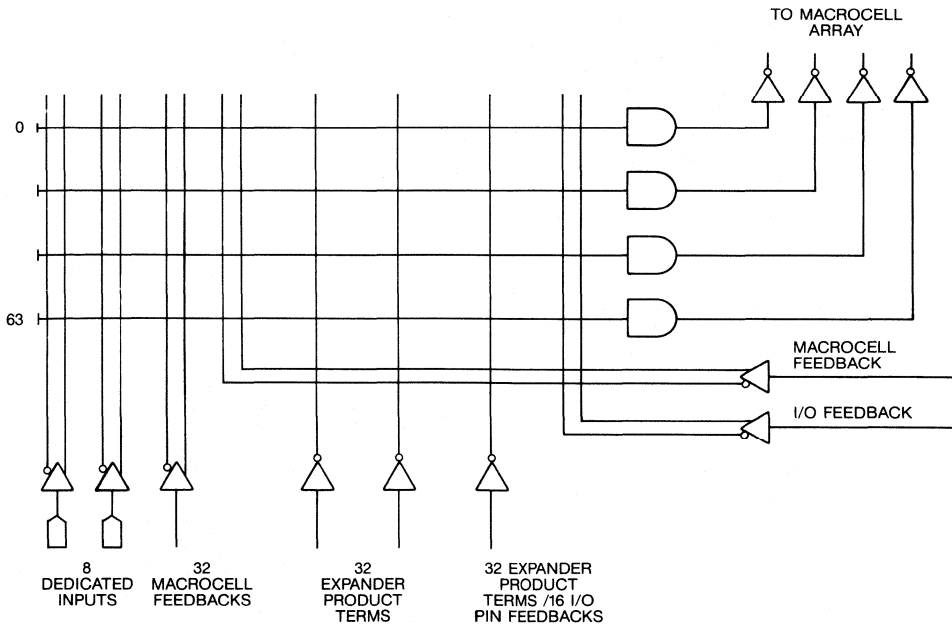 TO MACROCELL
ARRAY
0
63
MACROCELL
FEEDBACK
I/O FEEDBACK
8
DEDICATED
INPUTS
32
MACROCELL
FEEDBACKS
32
EXPANDER
PRODUCT
TERMS
32 EXPANDER
PRODUCT
TERMS /16 I/O
PIN FEEDBACKS